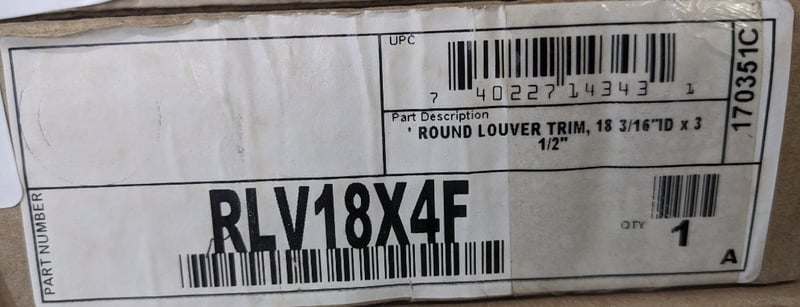 UPC
7 40227 14343 1
170351C
Part Description
* ROUND LOUVER TRIM, 18 3/16"ID x 3
1/2"
PART NUMBER
RLV18X4F
QTY
1
A